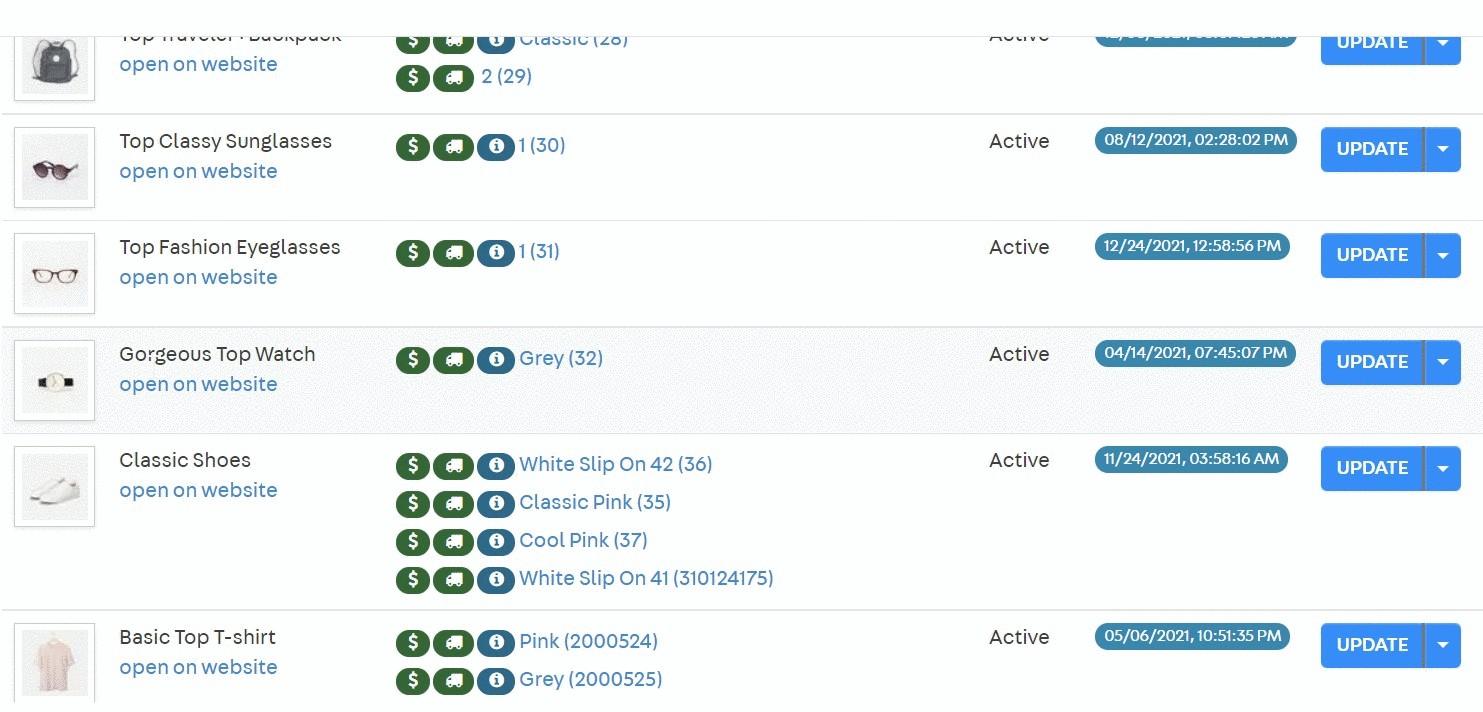 Top Traveler Backpack Classic (28) Active UPDATE
open on website
2 (29)
Top Classy Sunglasses $ 1 (30) Active 08/12/2021, 02:28:02 PM UPDATE
open on website
Top Fashion Eyeglasses $ 1 (31) Active 12/24/2021, 12:58:56 PM UPDATE
open on website
Gorgeous Top Watch $ Grey (32) Active 04/14/2021, 07:45:07 PM UPDATE
open on website
Classic Shoes $ White Slip On 42 (36) Active 11/24/2021, 03:58:16 AM UPDATE
open on website
$ Classic Pink (35)
$ Cool Pink (37)
$ White Slip On 41 (310124175)
Basic Top T-shirt $ Pink (2000524) Active 05/06/2021, 10:51:35 PM UPDATE
open on website
$ Grey (2000525)